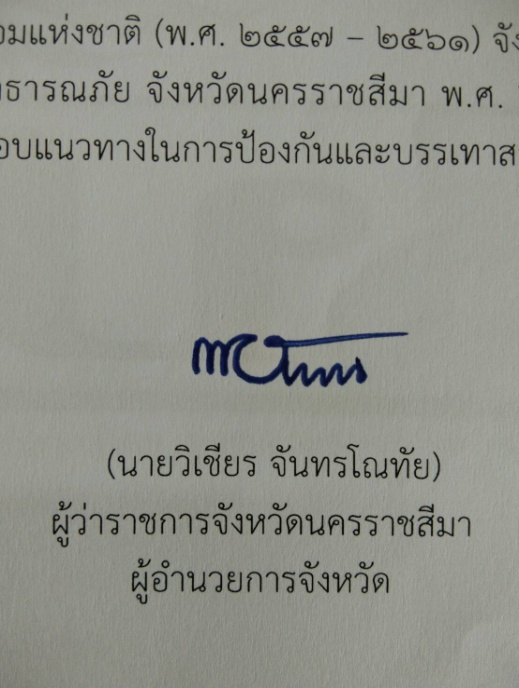 อมแห่งชาติ (พ.ศ. ๒๕๕๗ – ๒๕๖๑) จัง
ธารณภัย จังหวัดนครราชสีมา พ.ศ.
อบแนวทางในการป้องกันและบรรเทาส
(นายวิเชียร จันทรโณทัย)
ผู้ว่าราชการจังหวัดนครราชสีมา
ผู้อำนวยการจังหวัด